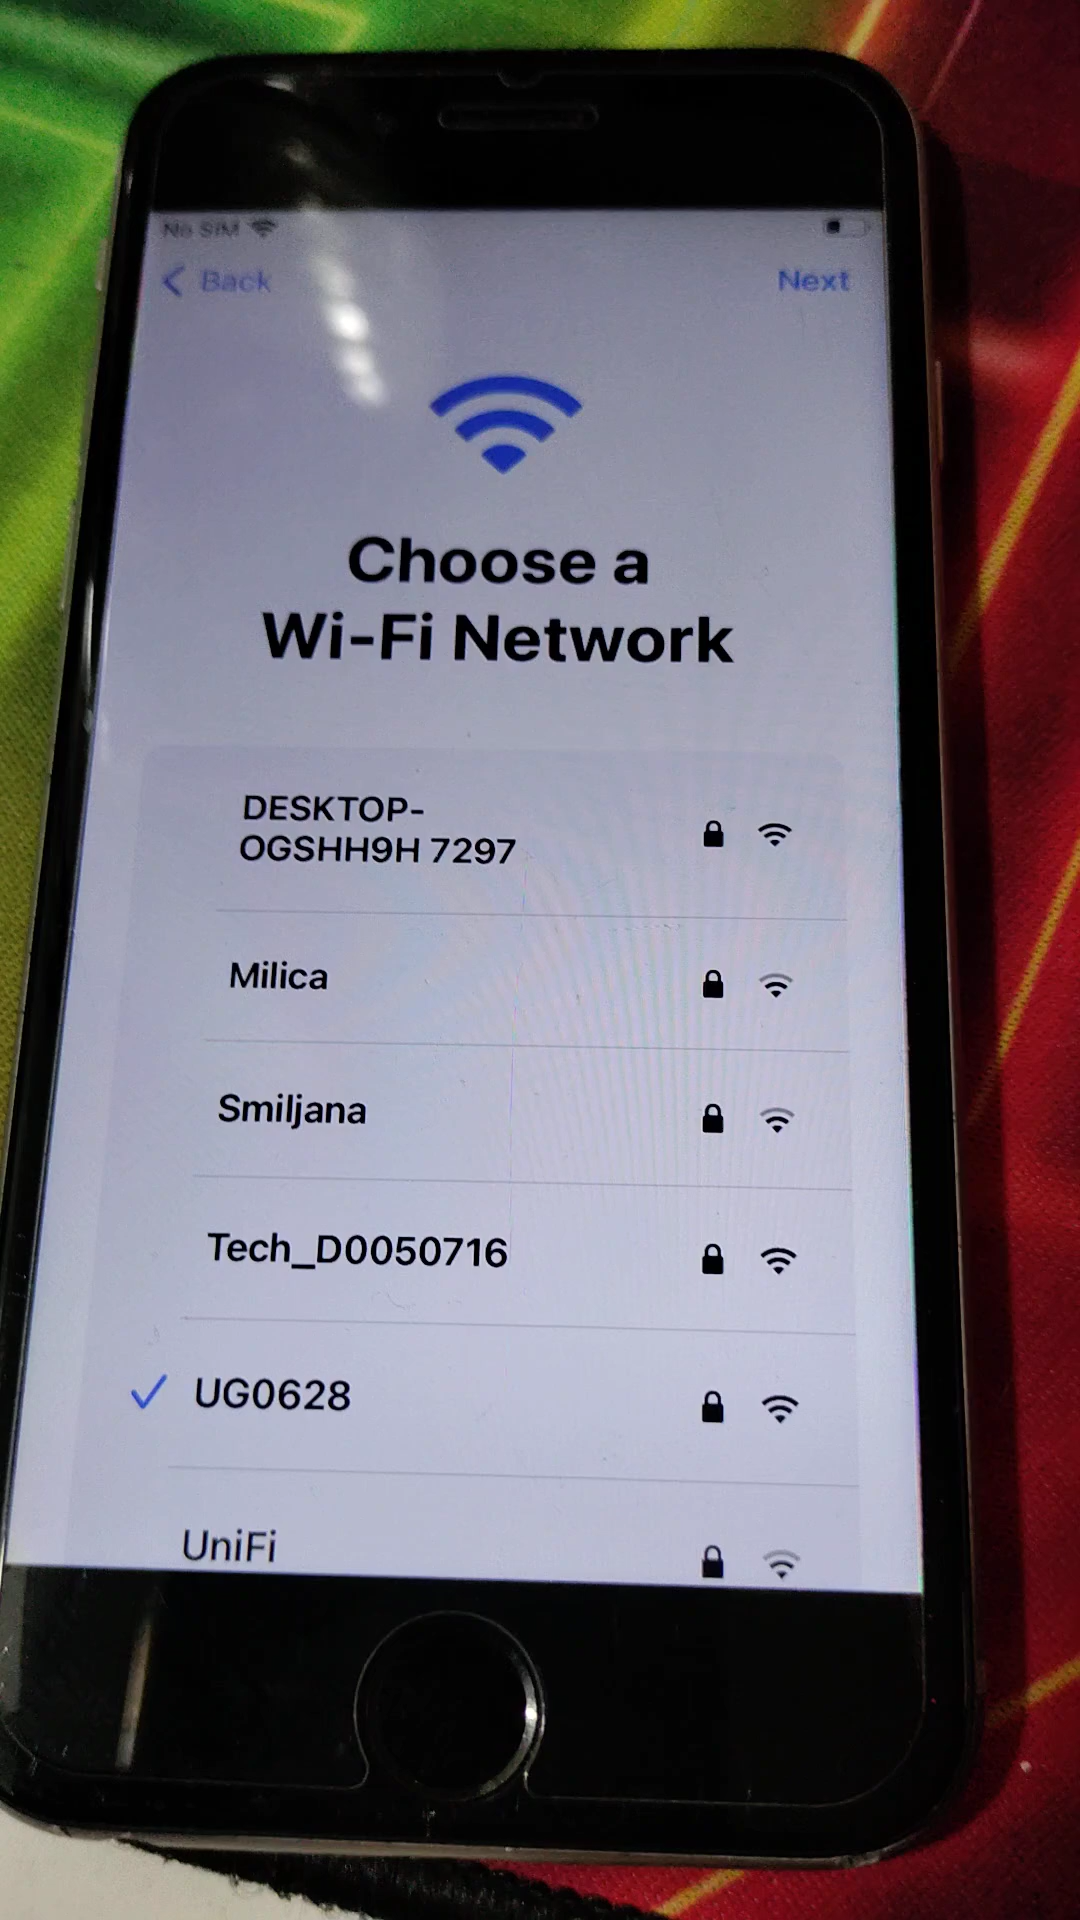 No SIM
Back
Next
Choose a
Wi-Fi Network
DESKTOP-
OGSHH9H 7297
Milica
Smiljana
Tech_D0050716
UG0628
UniFi